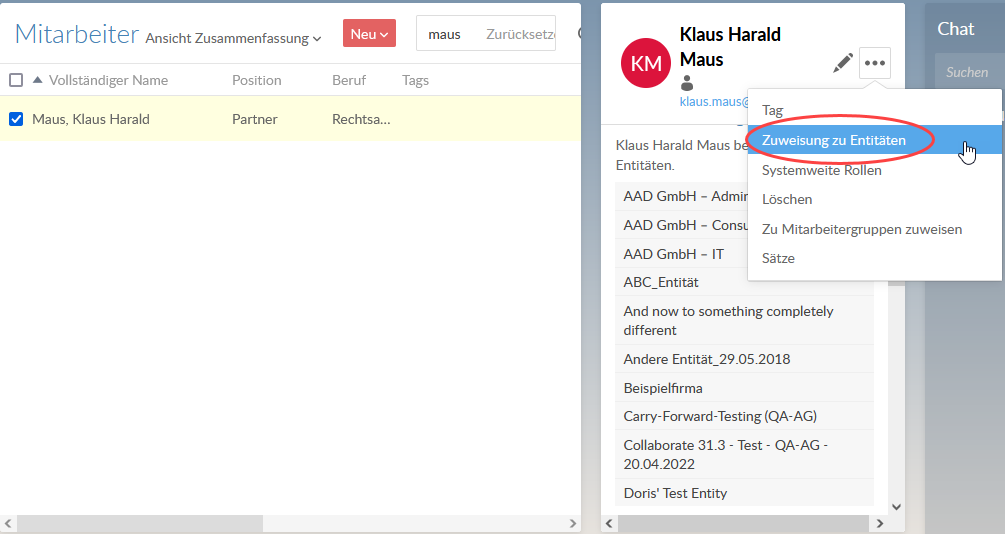 Mitarbeiter Ansicht Zusammenfassung
Neu
maus Zurücksetze
Vollständiger Name Position Beruf Tags
Maus, Klaus Harald Partner Rechtsa...
KM
Klaus Harald
Maus
klaus.maus@
Klaus Harald Maus be
Entitäten.
AAD GmbH – Admin
AAD GmbH – Consu
AAD GmbH – IT
ABC_Entität
And now to something completely
different
Andere Entität_29.05.2018
Beispielfirma
Carry-Forward-Testing (QA-AG)
Collaborate 31.3 - Test - QA-AG -
20.04.2022
Doris' Test Entity
Tag
Zuweisung zu Entitäten
Systemweite Rollen
Löschen
Zu Mitarbeitergruppen zuweisen
Sätze
Chat
Suchen